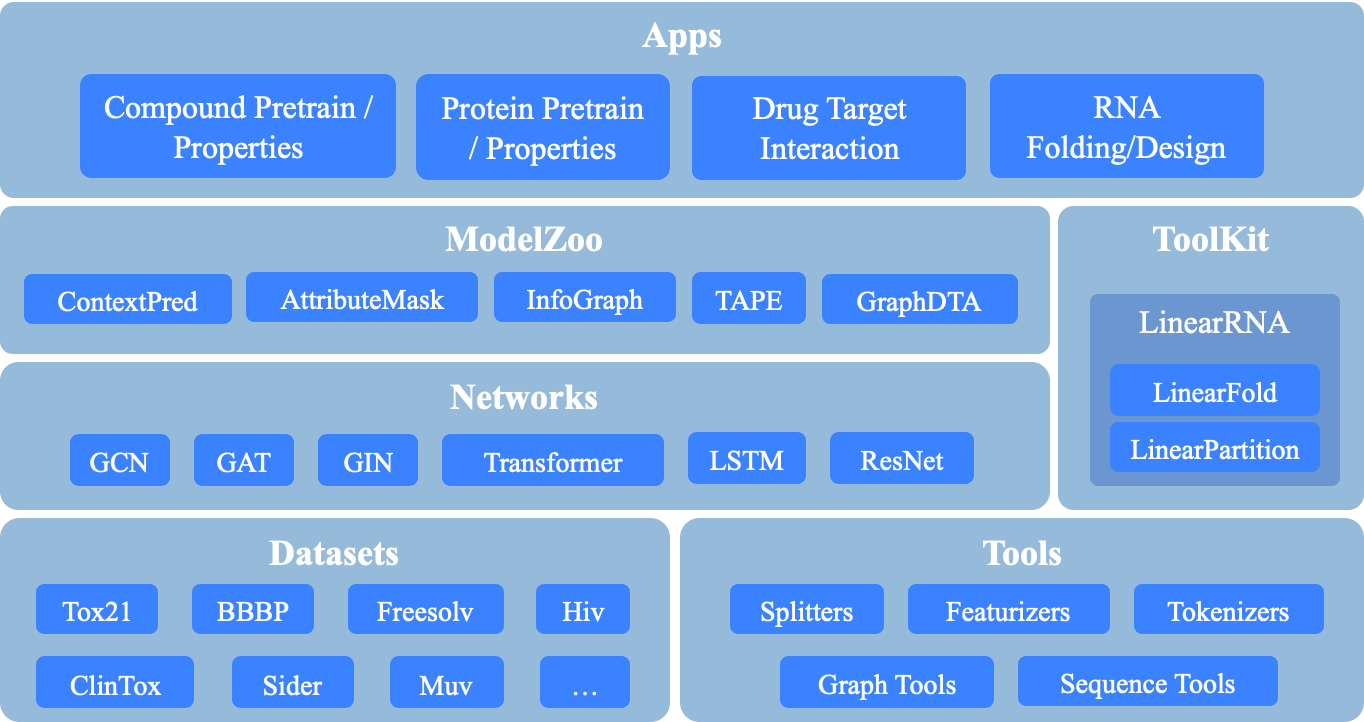 Apps
Compound Pretrain /
Properties
Protein Pretrain
/ Properties
Drug Target
Interaction
RNA
Folding/Design
ModelZoo
ContextPred
AttributeMask
InfoGraph
TAPE
GraphDTA
ToolKit
LinearRNA
LinearFold
LinearPartition
Networks
GCN
GAT
GIN
Transformer
LSTM
ResNet
Datasets
Tox21
BBBP
Freesolv
Hiv
ClinTox
Sider
Muv
...
Tools
Splitters
Featurizers
Tokenizers
Graph Tools
Sequence Tools